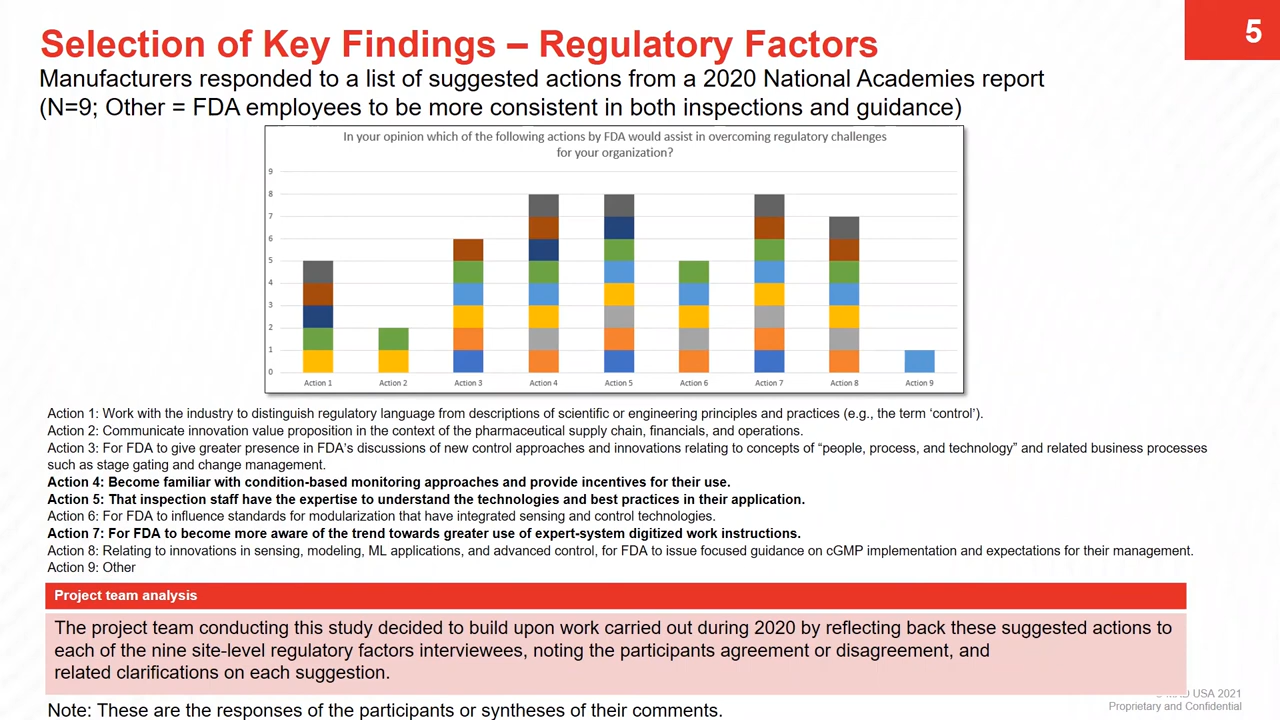 5
Selection of Key Findings – Regulatory Factors
Manufacturers responded to a list of suggested actions from a 2020 National Academies report
(N=9; Other = FDA employees to be more consistent in both inspections and guidance)
In your opinion which of the following actions by FDA would assist in overcoming regulatory challenges
for your organization?
9
8
7
6
5
4
3
2
1
0
Action 1 Action 2 Action 3 Action 4 Action 5 Action 6 Action 7 Action 8 Action 9
Action 1: Work with the industry to distinguish regulatory language from descriptions of scientific or engineering principles and practices (e.g., the term ‘control’).
Action 2: Communicate innovation value proposition in the context of the pharmaceutical supply chain, financials, and operations.
Action 3: For FDA to give greater presence in FDA’s discussions of new control approaches and innovations relating to concepts of “people, process, and technology” and related business processes
such as stage gating and change management.
Action 4: Become familiar with condition-based monitoring approaches and provide incentives for their use.
Action 5: That inspection staff have the expertise to understand the technologies and best practices in their application.
Action 6: For FDA to influence standards for modularization that have integrated sensing and control technologies.
Action 7: For FDA to become more aware of the trend towards greater use of expert-system digitized work instructions.
Action 8: Relating to innovations in sensing, modeling, ML applications, and advanced control, for FDA to issue focused guidance on cGMP implementation and expectations for their management.
Action 9: Other
Project team analysis
The project team conducting this study decided to build upon work carried out during 2020 by reflecting back these suggested actions to
each of the nine site-level regulatory factors interviewees, noting the participants agreement or disagreement, and
related clarifications on each suggestion.
USA 2021
Proprietary and Confidential
Note: These are the responses of the participants or syntheses of their comments.